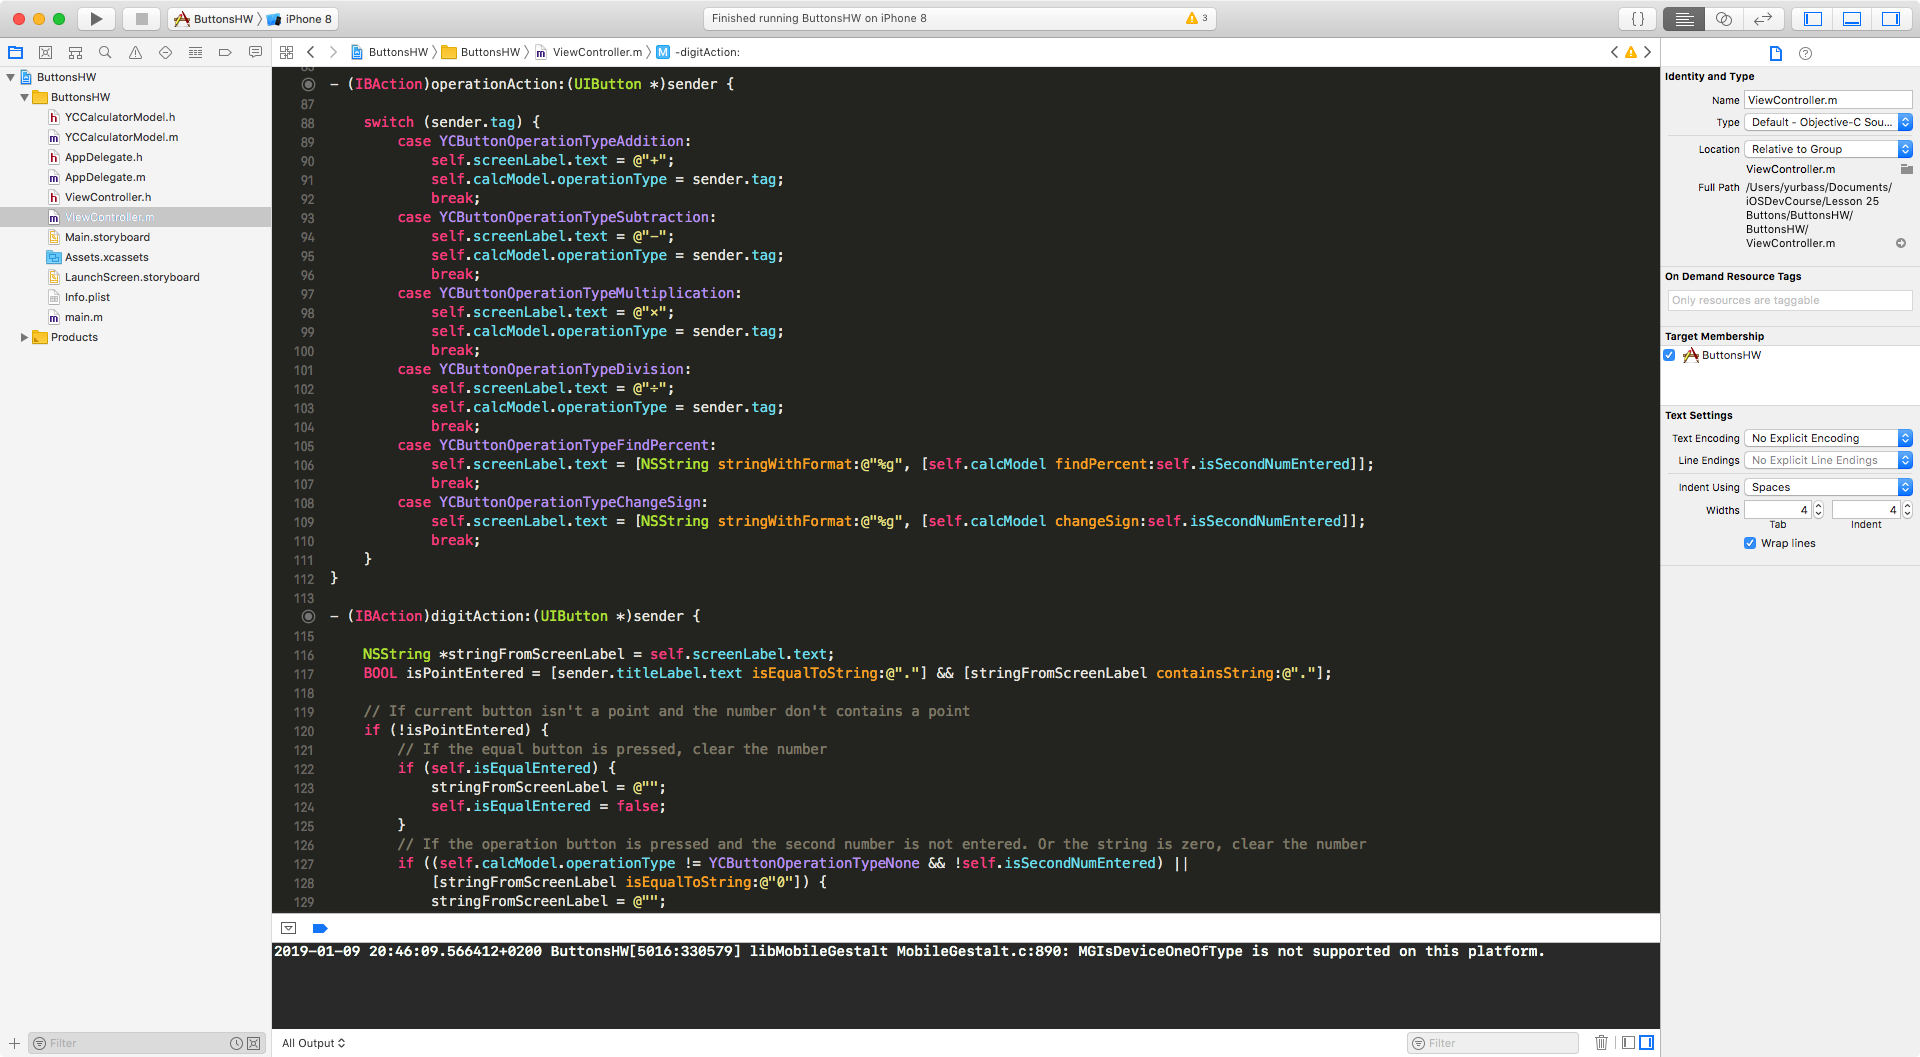 ButtonsHW 〉 iPhone 8
Finished running ButtonsHW on iPhone 8
3
{}
ButtonsHW 〉 ButtonsHW 〉 ViewController.m 〉 M -digitAction:
ButtonsHW
ButtonsHW
YCCalculatorModel.h
YCCalculatorModel.m
AppDelegate.h
AppDelegate.m
ViewController.h
ViewController.m
Main.storyboard
Assets.xcassets
LaunchScreen.storyboard
Info.plist
main.m
Products
Filter
– (IBAction)operationAction:(UIButton *)sender {
87
88 switch (sender.tag) {
89 case YCButtonOperationTypeAddition:
90 self.screenLabel.text = @"+";
91 self.calcModel.operationType = sender.tag;
92 break;
93 case YCButtonOperationTypeSubtraction:
94 self.screenLabel.text = @"−";
95 self.calcModel.operationType = sender.tag;
96 break;
97 case YCButtonOperationTypeMultiplication:
98 self.screenLabel.text = @"×";
99 self.calcModel.operationType = sender.tag;
100 break;
101 case YCButtonOperationTypeDivision:
102 self.screenLabel.text = @"÷";
103 self.calcModel.operationType = sender.tag;
104 break;
105 case YCButtonOperationTypeFindPercent:
106 self.screenLabel.text = [NSString stringWithFormat:@"%g", [self.calcModel findPercent:self.isSecondNumEntered]];
107 break;
108 case YCButtonOperationTypeChangeSign:
109 self.screenLabel.text = [NSString stringWithFormat:@"%g", [self.calcModel changeSign:self.isSecondNumEntered]];
110 break;
111 }
112 }
113
– (IBAction)digitAction:(UIButton *)sender {
115
116 NSString *stringFromScreenLabel = self.screenLabel.text;
117 BOOL isPointEntered = [sender.titleLabel.text isEqualToString:@"."] && [stringFromScreenLabel containsString:@"."];
118
119 // If current button isn't a point and the number don't contains a point
120 if (!isPointEntered) {
121 // If the equal button is pressed, clear the number
122 if (self.isEqualEntered) {
123 stringFromScreenLabel = @"";
124 self.isEqualEntered = false;
125 }
126 // If the operation button is pressed and the second number is not entered. Or the string is zero, clear the number
127 if ((self.calcModel.operationType != YCButtonOperationTypeNone && !self.isSecondNumEntered) ||
128 [stringFromScreenLabel isEqualToString:@"0"]) {
129 stringFromScreenLabel = @"";
2019-01-09 20:46:09.566412+0200 ButtonsHW[5016:330579] libMobileGestalt MobileGestalt.c:890: MGIsDeviceOneOfType is not supported on this platform.
All Output
Filter
Identity and Type
Name ViewController.m
Type Default - Objective-C Sou...
Location Relative to Group
ViewController.m
Full Path /Users/yurbass/Documents/
iOSDevCourse/Lesson 25
Buttons/ButtonsHW/
ButtonsHW/
ViewController.m
On Demand Resource Tags
Only resources are taggable
Target Membership
ButtonsHW
Text Settings
Text Encoding No Explicit Encoding
Line Endings No Explicit Line Endings
Indent Using Spaces
Widths 4 4
Tab Indent
Wrap lines